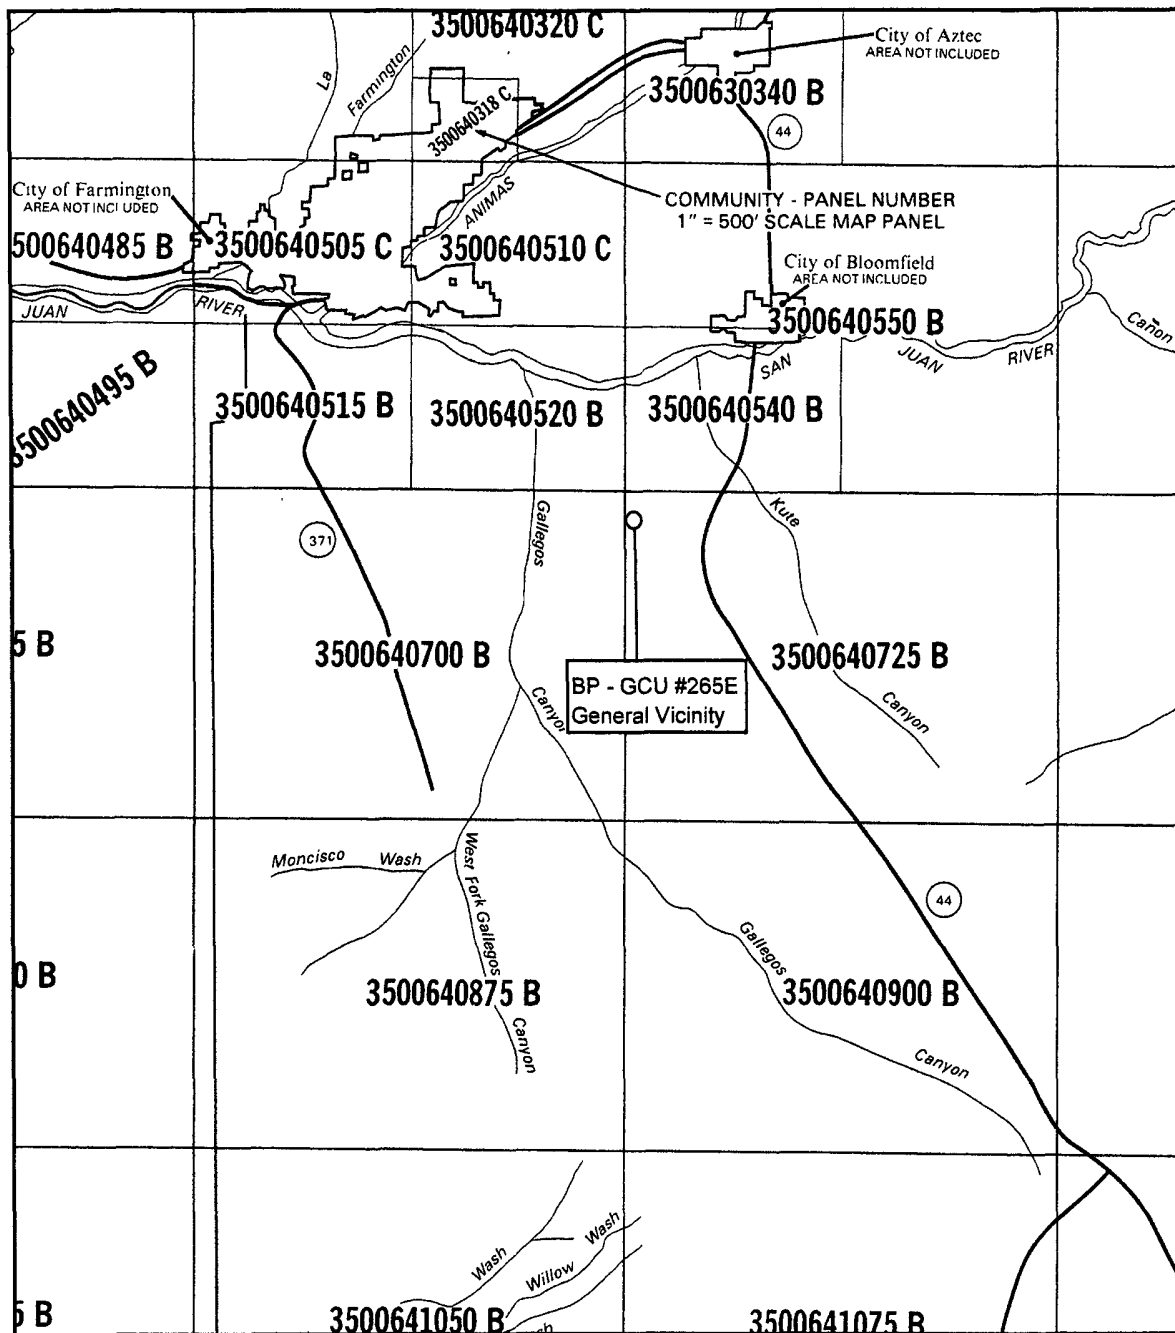 3500640320 C
City of Aztec
AREA NOT INCLUDED
La
Farmington
3500630340 B
3500640318 C
44
City of Farmington
AREA NOT INCLUDED
ANIMAS
COMMUNITY - PANEL NUMBER
1" = 500' SCALE MAP PANEL
500640485 B
3500640505 C
3500640510 C
City of Bloomfield
AREA NOT INCLUDED
JUAN
RIVER
3500640550 B
Cañon
SAN
JUAN
RIVER
3500640495 B
3500640515 B
3500640520 B
3500640540 B
Gallegos
Kute
371
5 B
3500640700 B
3500640725 B
BP - GCU #265E
General Vicinity
Canyon
Canyon
Moncisco
Wash
West Fork Gallegos
44
Gallegos
0 B
3500640875 B
3500640900 B
Canyon
Canyon
Wash
Wash
Willow
5 B
3500641050 B
3500641075 B